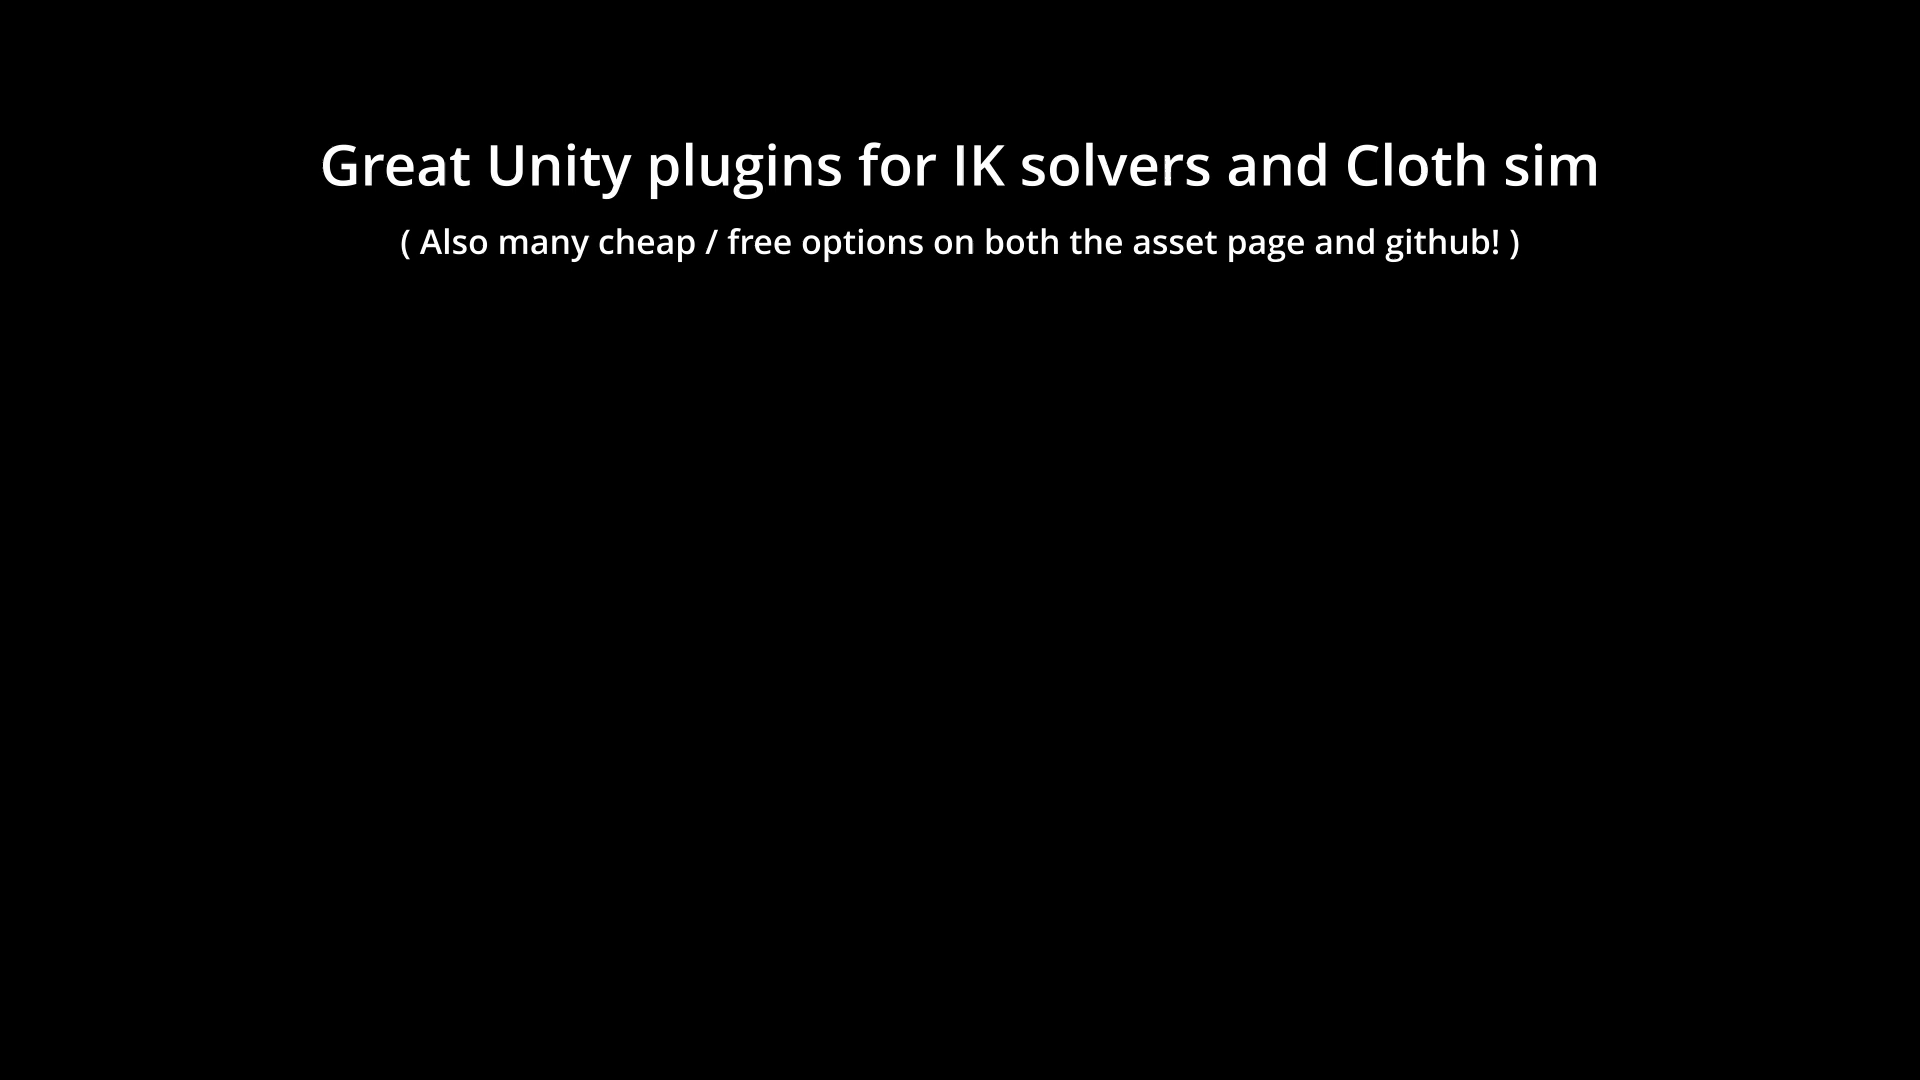 Great Unity plugins for IK solvers and Cloth sim
( Also many cheap / free options on both the asset page and github! )